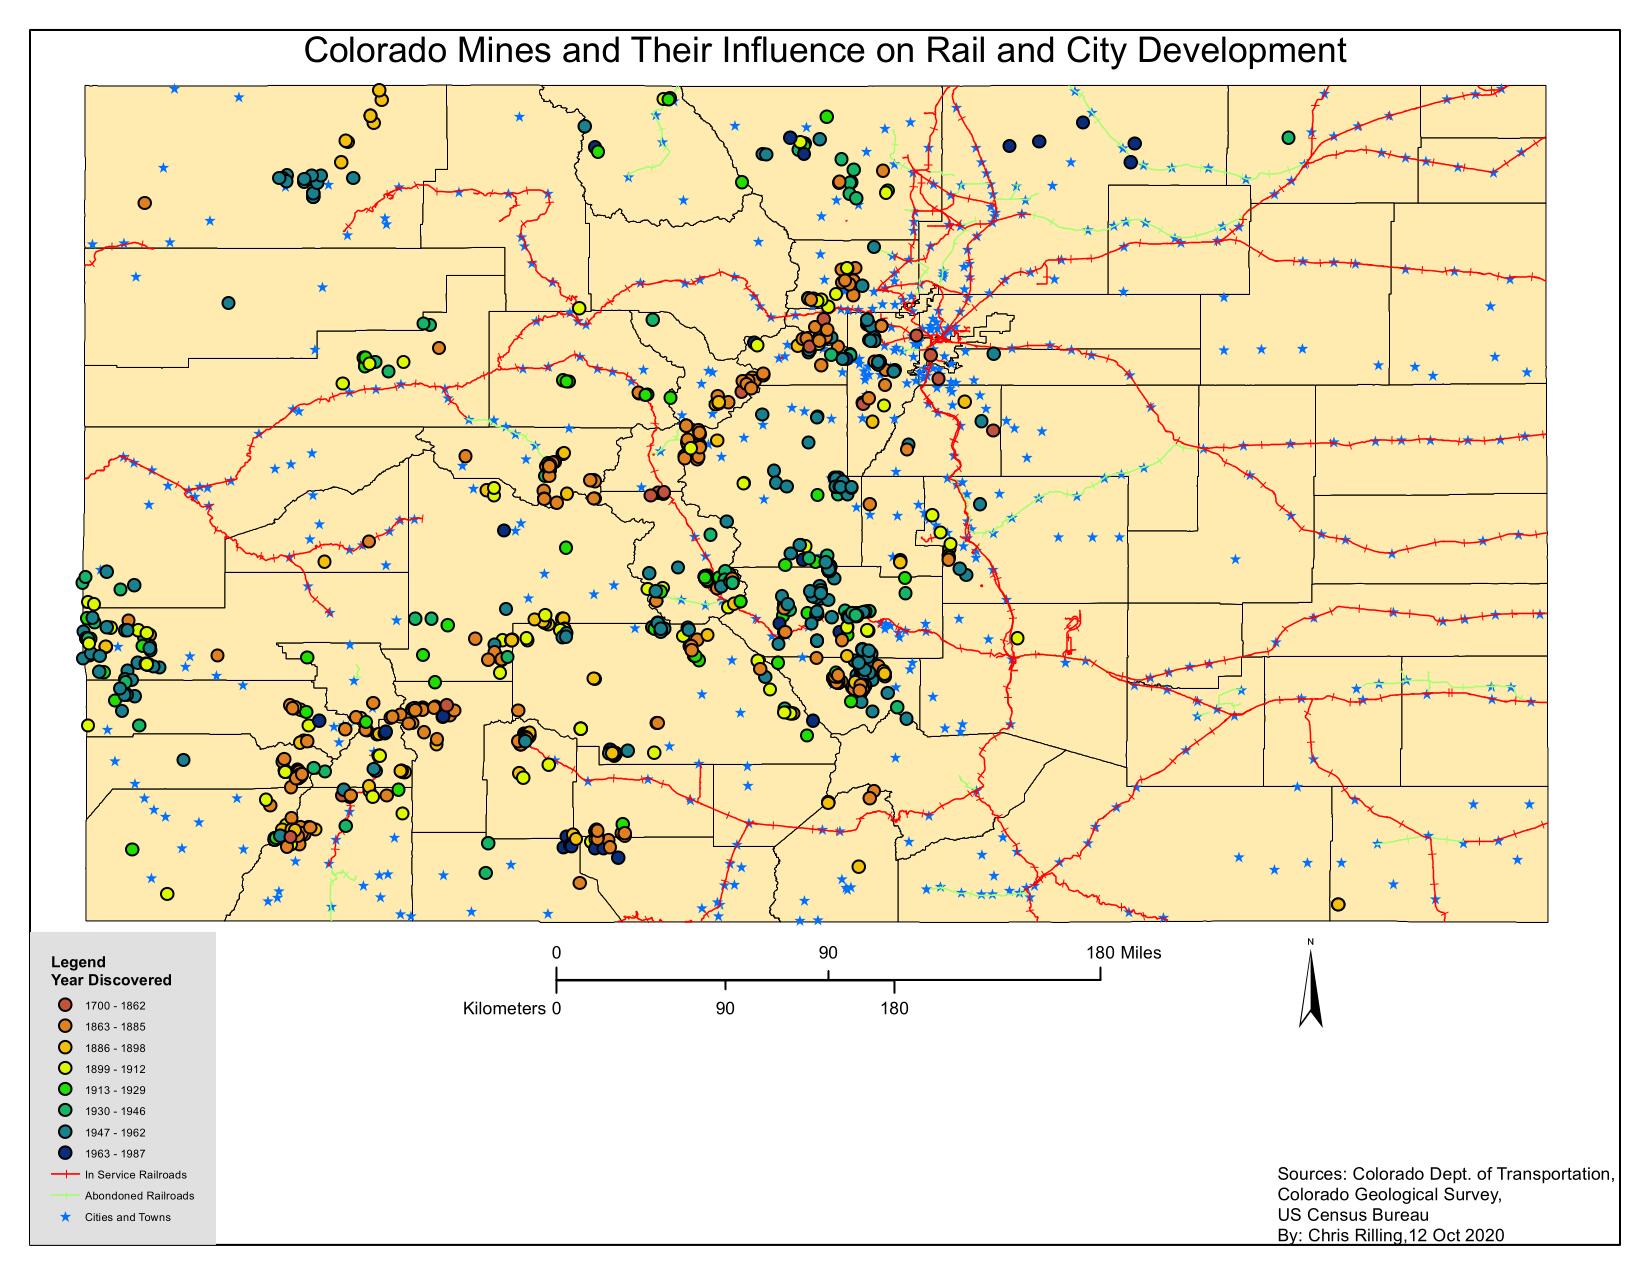 Colorado Mines and Their Influence on Rail and City Development
0 90 180 Miles
Kilometers 0 90 180
N
Legend
Year Discovered
1700 - 1862
1863 - 1885
1886 - 1898
1899 - 1912
1913 - 1929
1930 - 1946
1947 - 1962
1963 - 1987
In Service Railroads
Abondoned Railroads
Cities and Towns
Sources: Colorado Dept. of Transportation,
Colorado Geological Survey,
US Census Bureau
By: Chris Rilling,12 Oct 2020